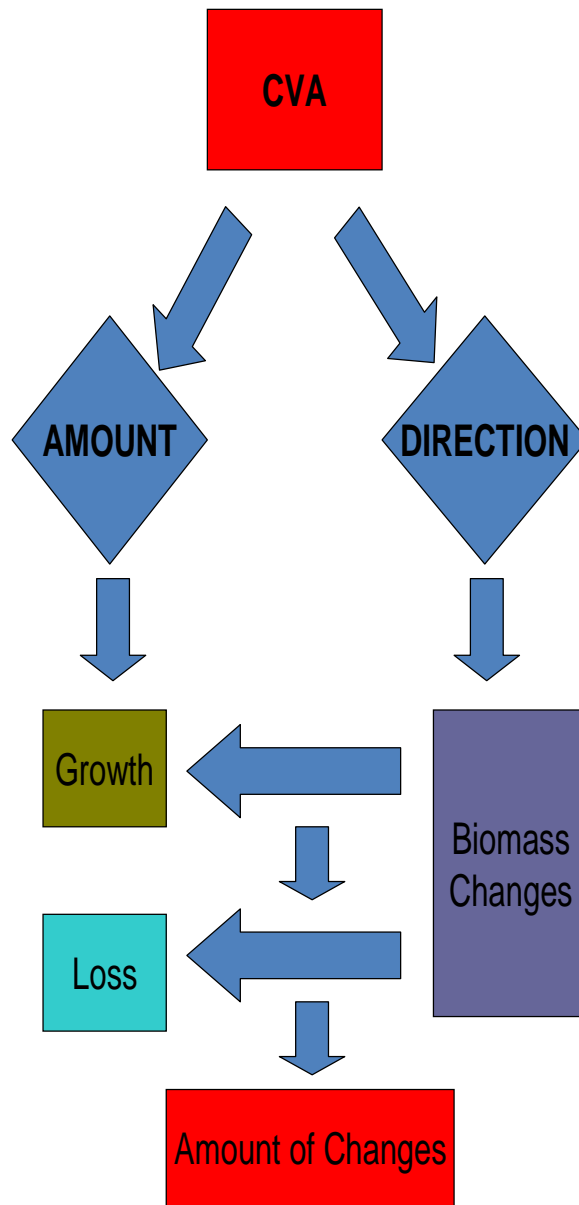 CVA
AMOUNT
DIRECTION
Growth
Biomass
Changes
Loss
Amount of Changes